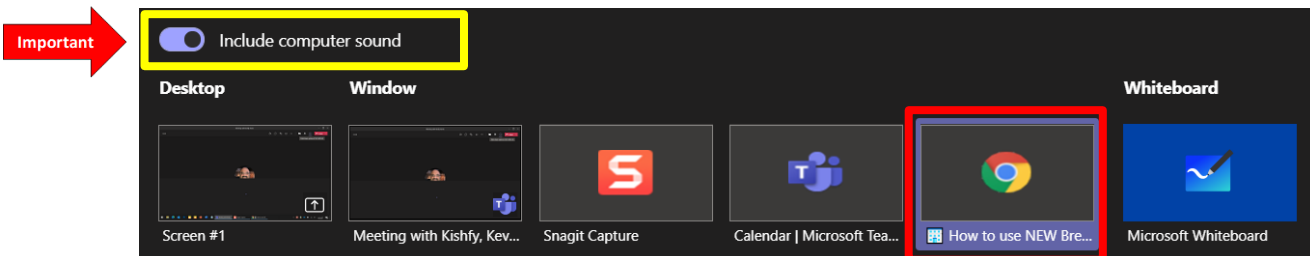 Important
Include computer sound
Desktop
Window
Whiteboard
Screen #1
Meeting with Kishfy, Kev...
Snagit Capture
Calendar | Microsoft Tea...
How to use NEW Bre...
Microsoft Whiteboard